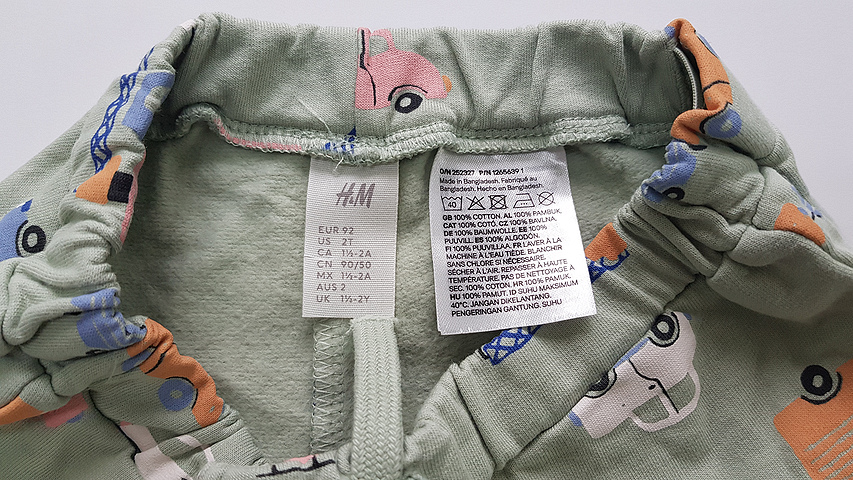 H&M
EUR 92
US 2T
CA 1½-2A
CN 90/50
MX 1½-2A
AUS 2
UK 1½-2Y
O/N 252327 P/N 1265639 1
Made in Bangladesh. Fabriqué au
Bangladesh. Hecho en Bangladesh.
40
GB 100% COTTON. AL 100% PAMBUK.
CAT 100% COTÓ. CZ 100% BAVLNA.
DE 100% BAUMWOLLE. EE 100%
PUUVILL. ES 100% ALGODÓN.
FI 100% PUUVILLAA. FR LAVER À LA
MACHINE À L'EAU TIÈDE. BLANCHIR
SANS CHLORE SI NÉCESSAIRE.
SÉCHER À L'AIR. REPASSER À HAUTE
TEMPÉRATURE. PAS DE NETTOYAGE À
SEC. 100% COTON. HR 100% PAMUK.
HU 100% PAMUT. ID SUHU MAKSIMUM
40°C. JANGAN DIKELANTANG.
PENGERINGAN GANTUNG. SUHU